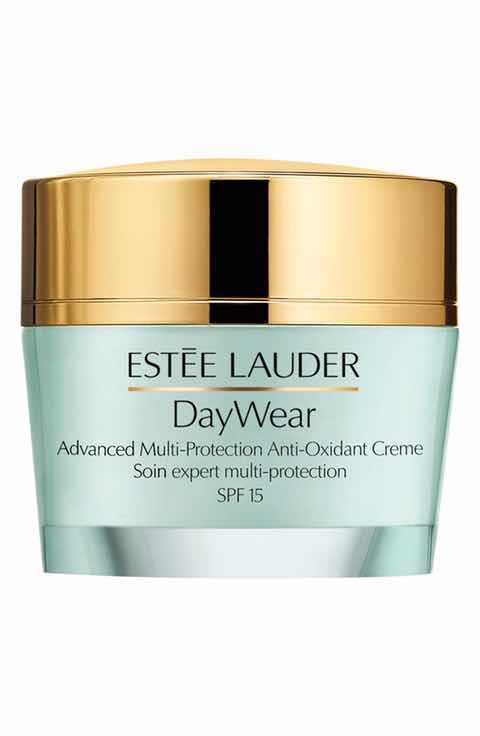 ESTĒE LAUDER
DayWear
Advanced Multi-Protection Anti-Oxidant Creme
Soin expert multi-protection
SPF 15